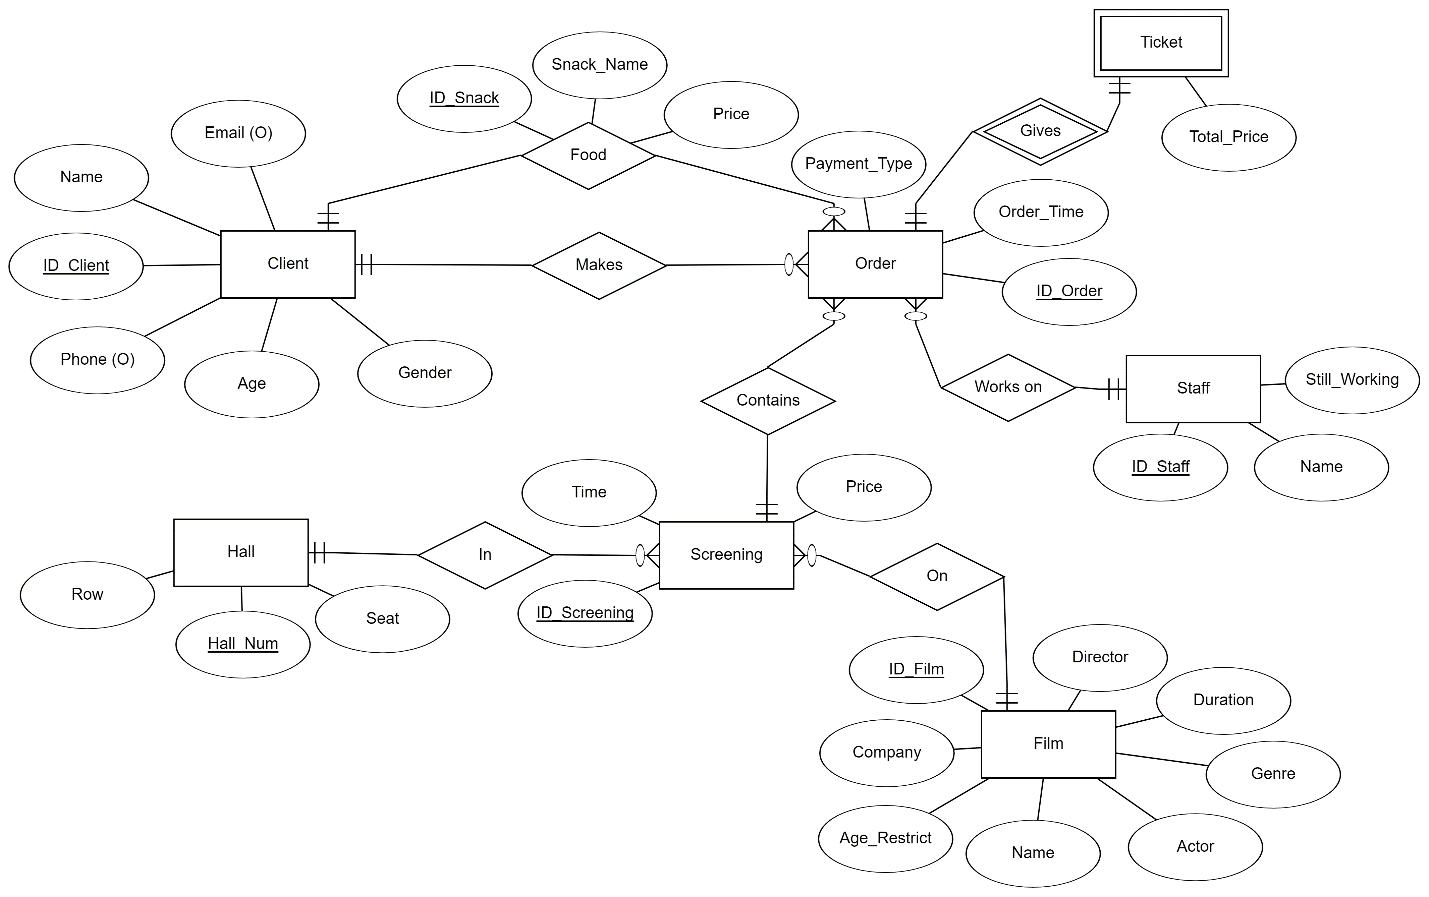 Ticket
Snack_Name
ID_Snack
Price
Email (O)
Gives
Total_Price
Food
Payment_Type
Name
Order_Time
ID_Client
Client
Makes
Order
ID_Order
Phone (O)
Age
Gender
Contains
Works on
Staff
Still_Working
ID_Staff
Name
Time
Price
Hall
In
Screening
On
Row
Hall_Num
Seat
ID_Screening
ID_Film
Director
Duration
Company
Film
Genre
Age_Restrict
Name
Actor